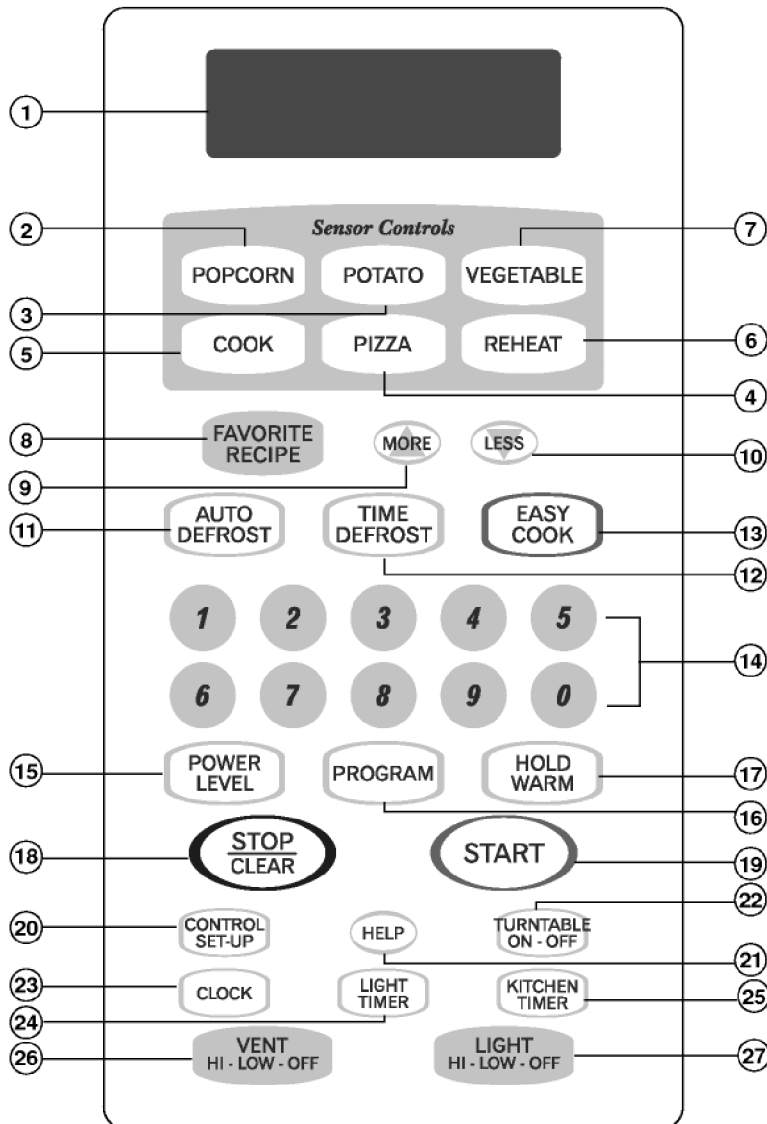 1
Sensor Controls
2
7
POPCORN
POTATO
VEGETABLE
3
5
COOK
PIZZA
REHEAT
6
4
8
FAVORITE
RECIPE
MORE
LESS
9
10
11
AUTO
DEFROST
TIME
DEFROST
EASY
COOK
13
12
1 2 3 4 5
14
6 7 8 9 0
15
POWER
LEVEL
PROGRAM
HOLD
WARM
17
16
18
STOP
CLEAR
START
19
22
20
CONTROL
SET-UP
HELP
TURNTABLE
ON - OFF
21
23
CLOCK
LIGHT
TIMER
KITCHEN
TIMER
25
24
26
VENT
HI - LOW - OFF
LIGHT
HI - LOW - OFF
27